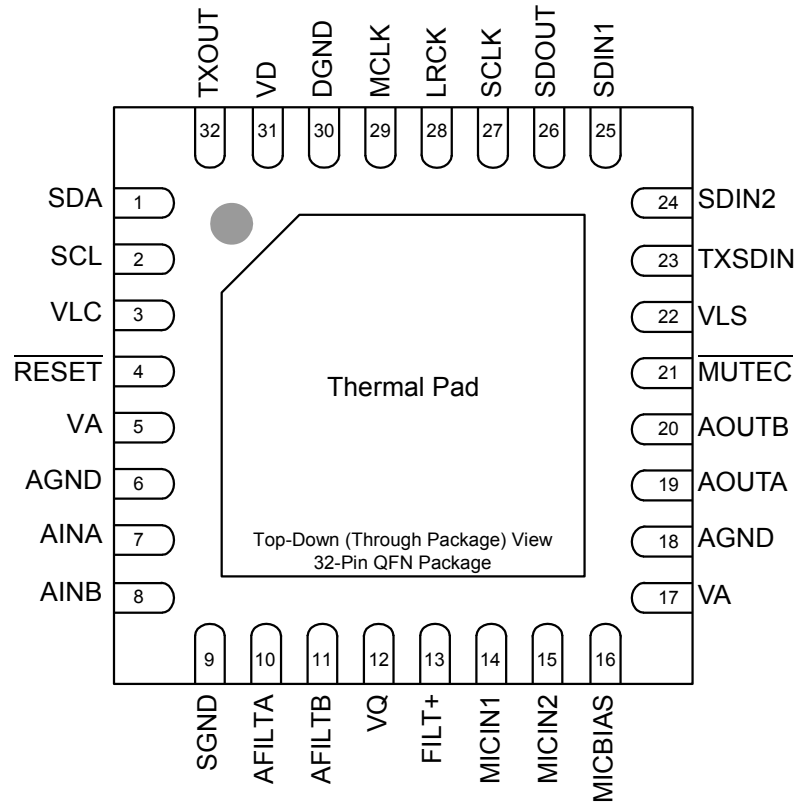 TXOUT
VD
DGND
MCLK
LRCK
SCLK
SDOUT
SDIN1
32
31
30
29
28
27
26
25
SDA 1
SCL 2
VLC 3
RESET 4
VA 5
AGND 6
AINA 7
AINB 8
24 SDIN2
23 TXSDIN
22 VLS
21 MUTEC
20 AOUTB
19 AOUTA
18 AGND
17 VA
Thermal Pad
Top-Down (Through Package) View
32-Pin QFN Package
9
10
11
12
13
14
15
16
SGND
AFILTA
AFILTB
VQ
FILT+
MICIN1
MICIN2
MICBIAS